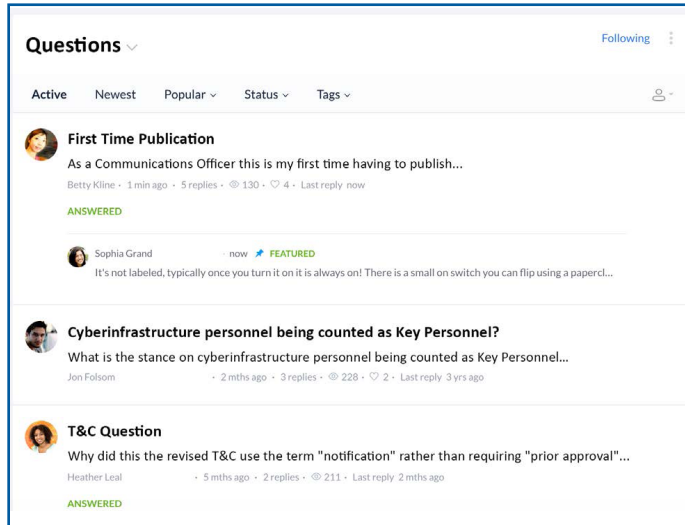 Questions
Following
Active Newest Popular Status Tags
First Time Publication
As a Communications Officer this is my first time having to publish...
Betty Kline · 1 min ago · 5 replies · 130 · 4 · Last reply now
ANSWERED
Sophia Grand · now FEATURED
It's not labeled, typically once you turn it on it is always on! There is a small on switch you can flip using a papercl...
Cyberinfrastructure personnel being counted as Key Personnel?
What is the stance on cyberinfrastructure personnel being counted as Key Personnel...
Jon Folsom · 2 mths ago · 3 replies · 228 · 2 · Last reply 3 yrs ago
T&C Question
Why did this the revised T&C use the term "notification" rather than requiring "prior approval"...
Heather Leal · 5 mths ago · 2 replies · 211 · Last reply 2 mths ago
ANSWERED